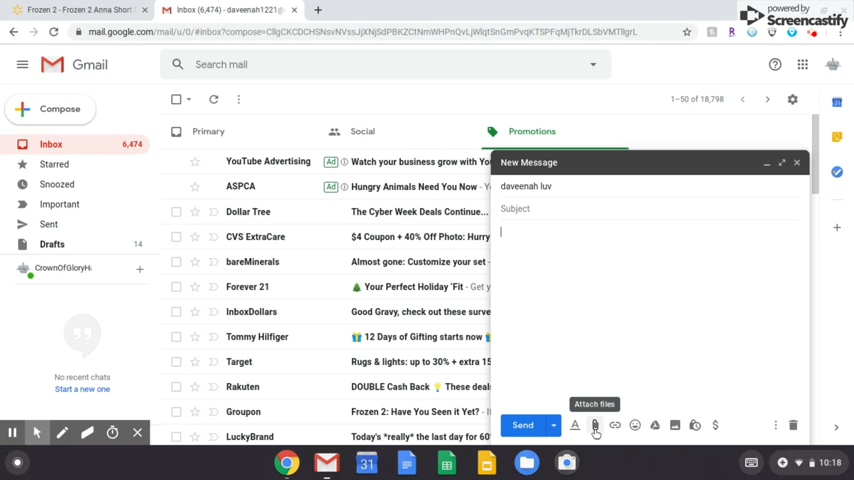 powered by
Screencastify
Frozen 2 - Frozen 2 Anna Short
Inbox (6,474) - daveenah1221@
mail.google.com/mail/u/0/#inbox?compose=
Gmail
Search mail
Compose
1–50 of 18,798
Inbox 6,474
Starred
Snoozed
Important
Sent
Drafts 14
CrownOfGloryHa
No recent chats
Start a new one
Primary Social Promotions
YouTube Advertising Ad Watch your business grow with Yo
ASPCA Ad Hungry Animals Need You Now - Y
Dollar Tree The Cyber Week Deals Continue...
CVS ExtraCare $4 Coupon + 40% Off Photo: Hurry
bareMinerals Almost gone: Customize your set -
Forever 21 🎄 Your Perfect Holiday 'Fit - Get y
InboxDollars Good Gravy, check out these surve
Tommy Hilfiger 🎁 12 Days of Gifting starts now 🎁
Target Rugs & lights: up to 30% + extra 15
Rakuten DOUBLE Cash Back 💡 These deals
Groupon Frozen 2: Have You Seen it Yet? - H
LuckyBrand Today's *really* the last day for 60
New Message
daveenah luv
Subject
Attach files
Send
31
10:18